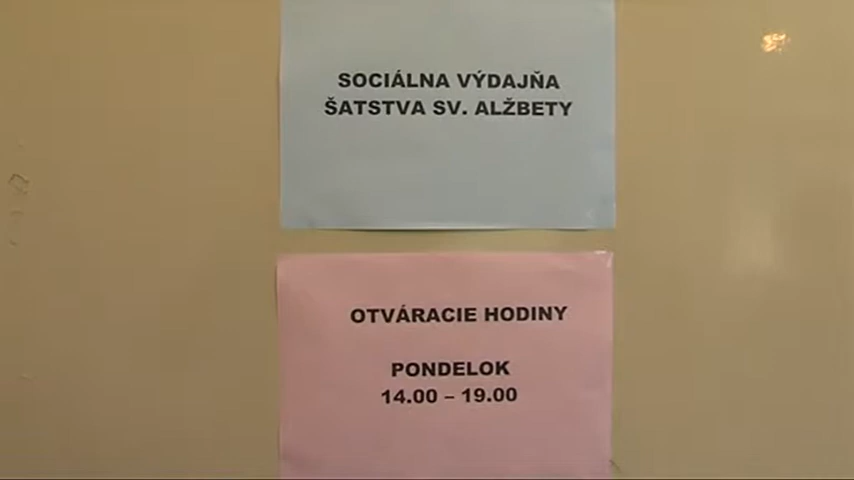 SOCIÁLNA VÝDAJŇA
ŠATSTVA SV. ALŽBETY
OTVÁRACIE HODINY
PONDELOK
14.00 – 19.00